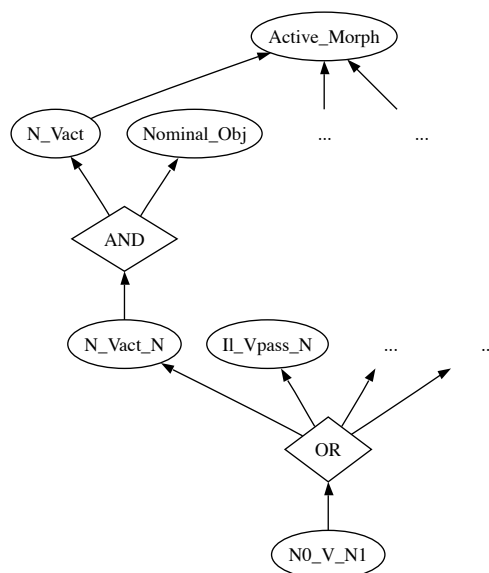 Active_Morph
N_Vact Nominal_Obj ... ...
AND
N_Vact_N Il_Vpass_N ... ..
OR
N0_V_N1